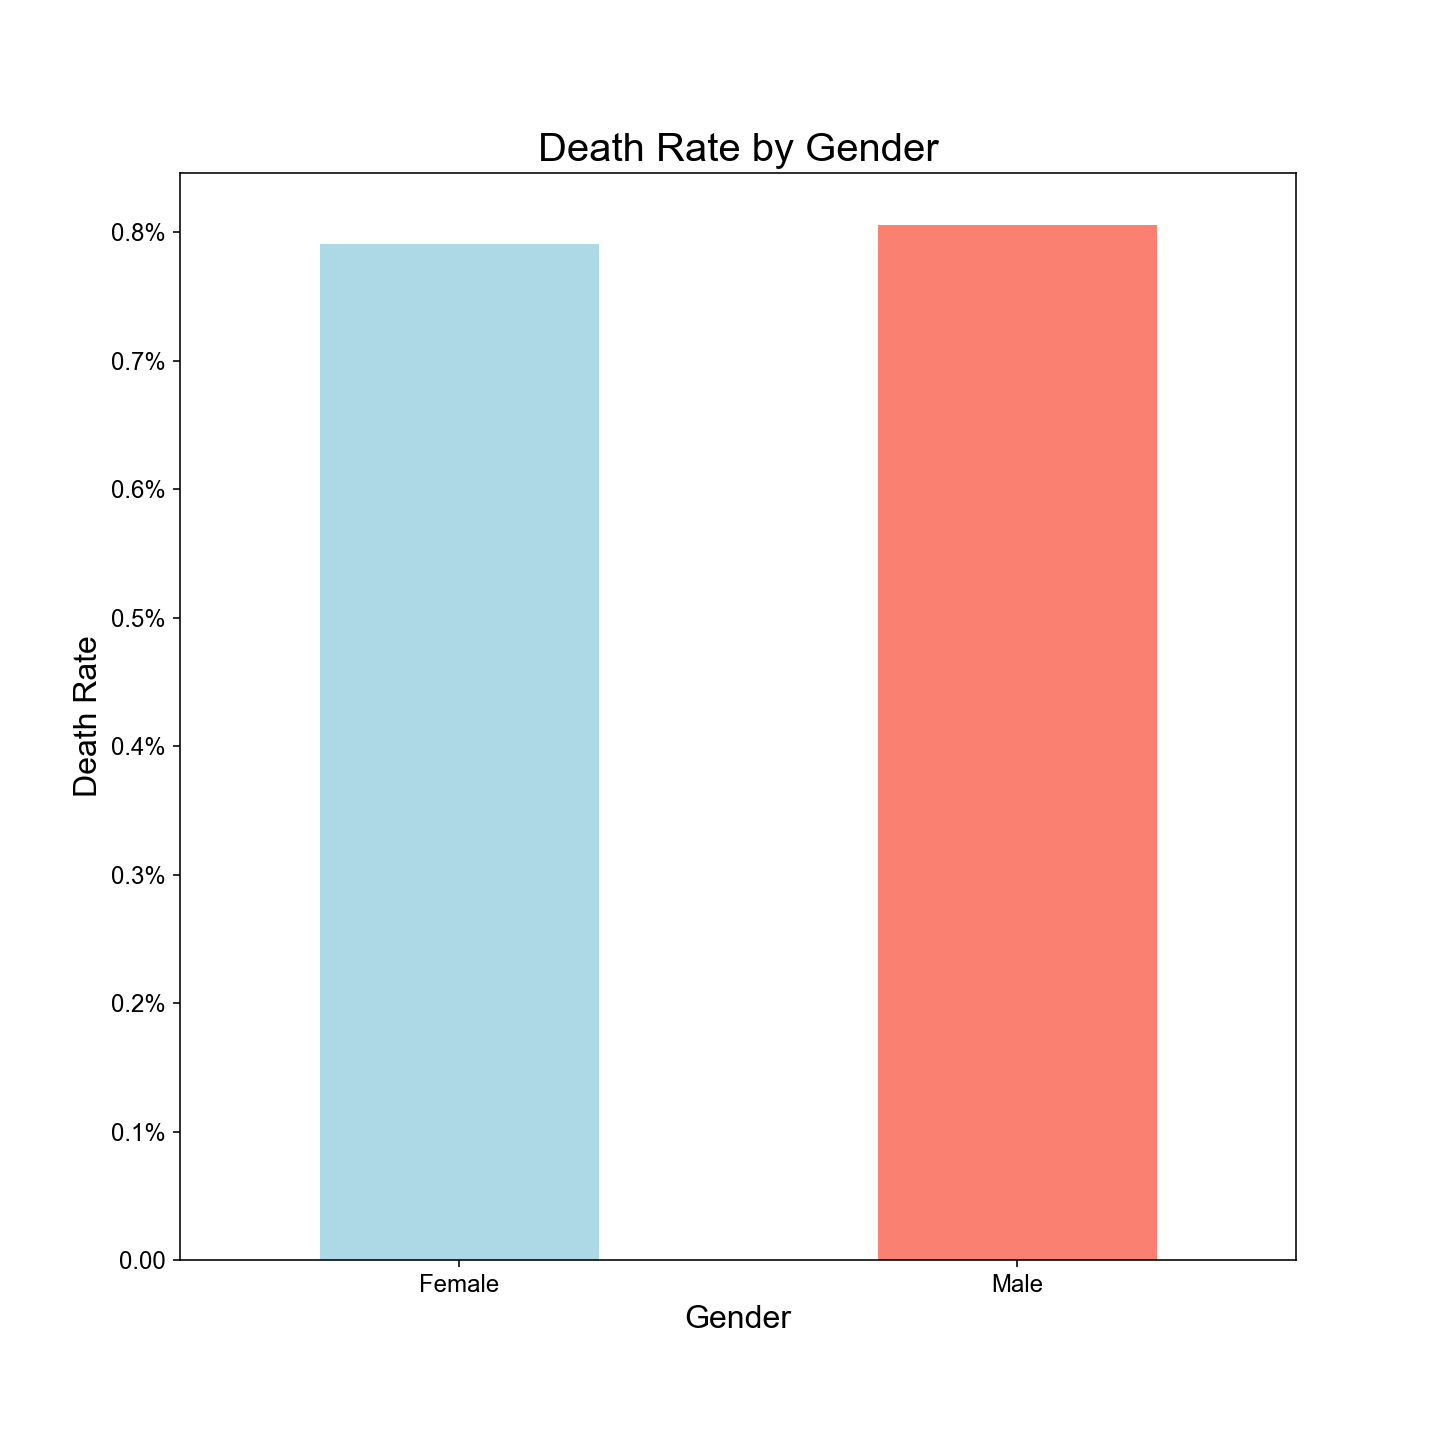 Death Rate by Gender
Death Rate
0.8%
0.7%
0.6%
0.5%
0.4%
0.3%
0.2%
0.1%
0.00
Female Male
Gender